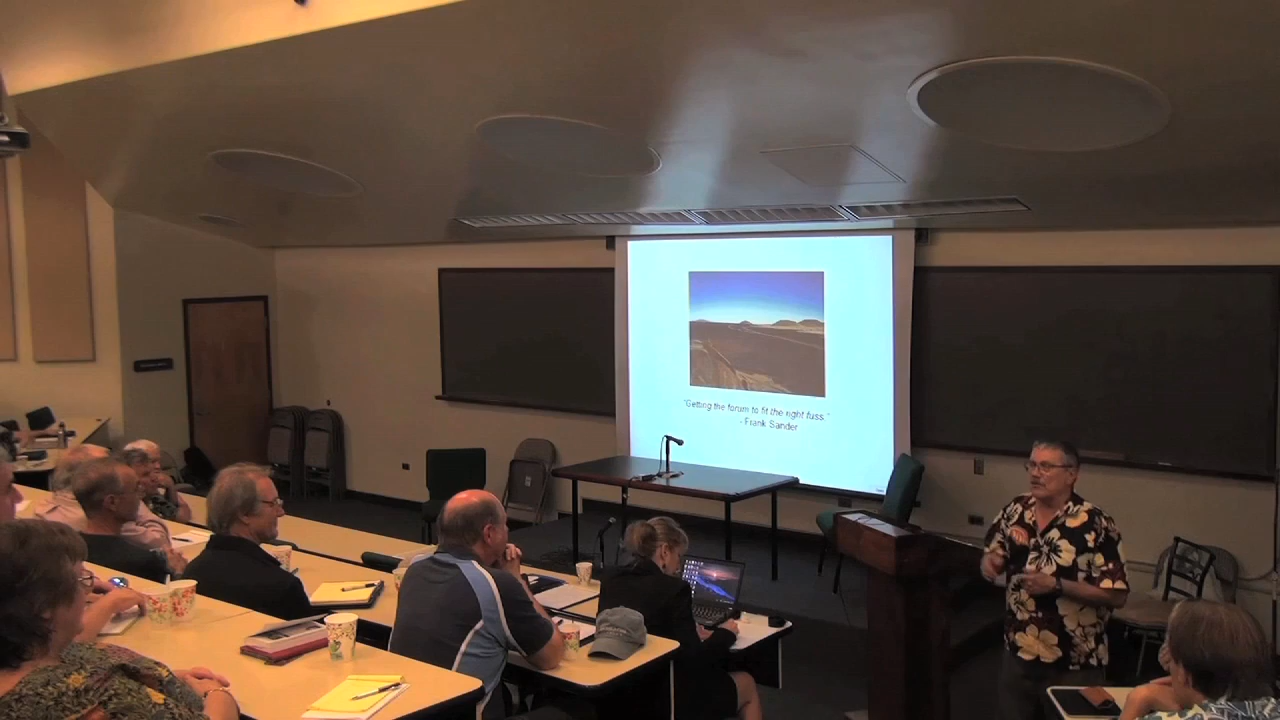 "Getting the forum to fit the right fuss."
- Frank Sander